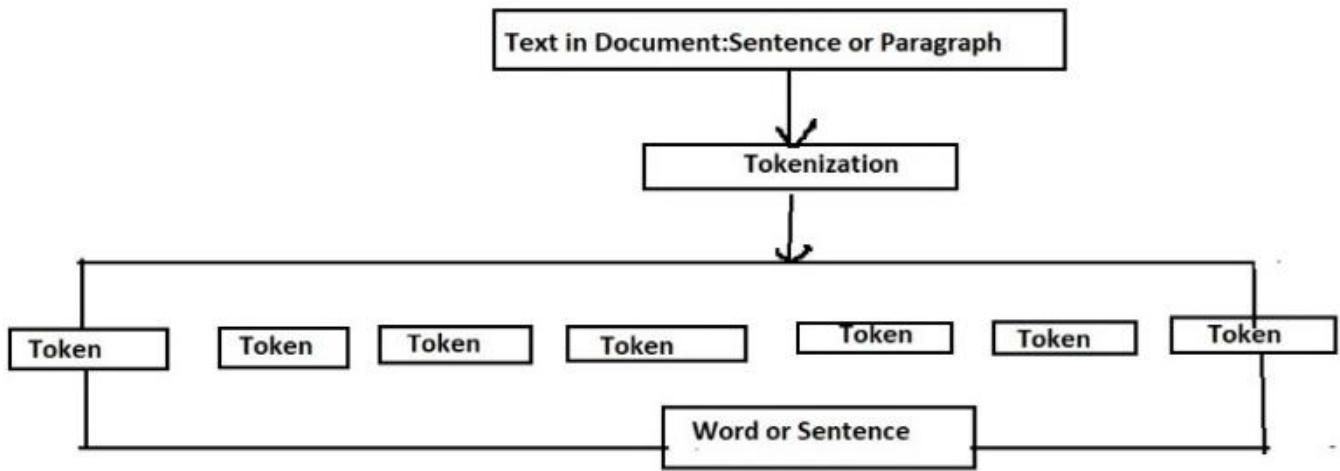 Text in Document:Sentence or Paragraph
Tokenization
Token Token Token Token Token Token Token
Word or Sentence